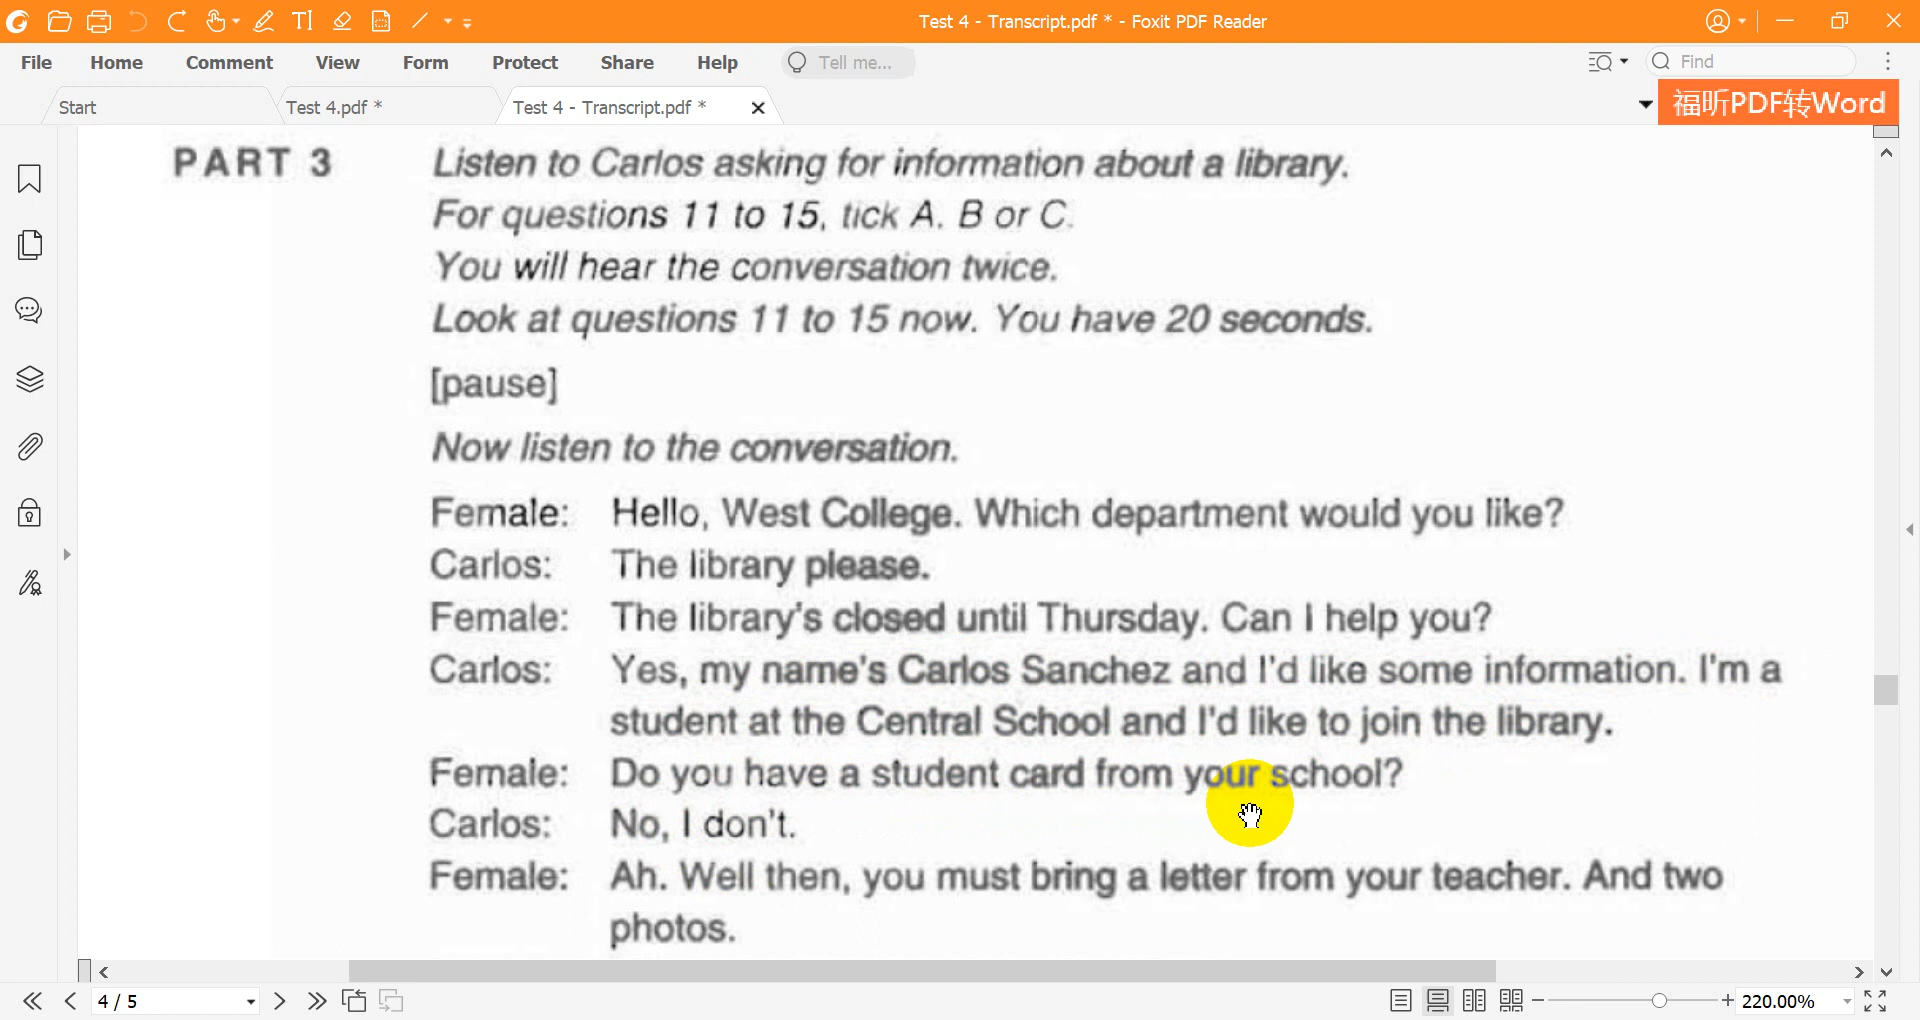 Test 4 - Transcript.pdf * - Foxit PDF Reader
File Home Comment View Form Protect Share Help Tell me... Find
Start Test 4.pdf * Test 4 - Transcript.pdf * 福昕PDF转Word
PART 3 Listen to Carlos asking for information about a library.
For questions 11 to 15, tick A. B or C.
You will hear the conversation twice.
Look at questions 11 to 15 now. You have 20 seconds.
[pause]
Now listen to the conversation.
Female: Hello, West College. Which department would you like?
Carlos: The library please.
Female: The library's closed until Thursday. Can I help you?
Carlos: Yes, my name's Carlos Sanchez and I'd like some information. I'm a
student at the Central School and I'd like to join the library.
Female: Do you have a student card from your school?
Carlos: No, I don't.
Female: Ah. Well then, you must bring a letter from your teacher. And two
photos.
4 / 5 220.00%